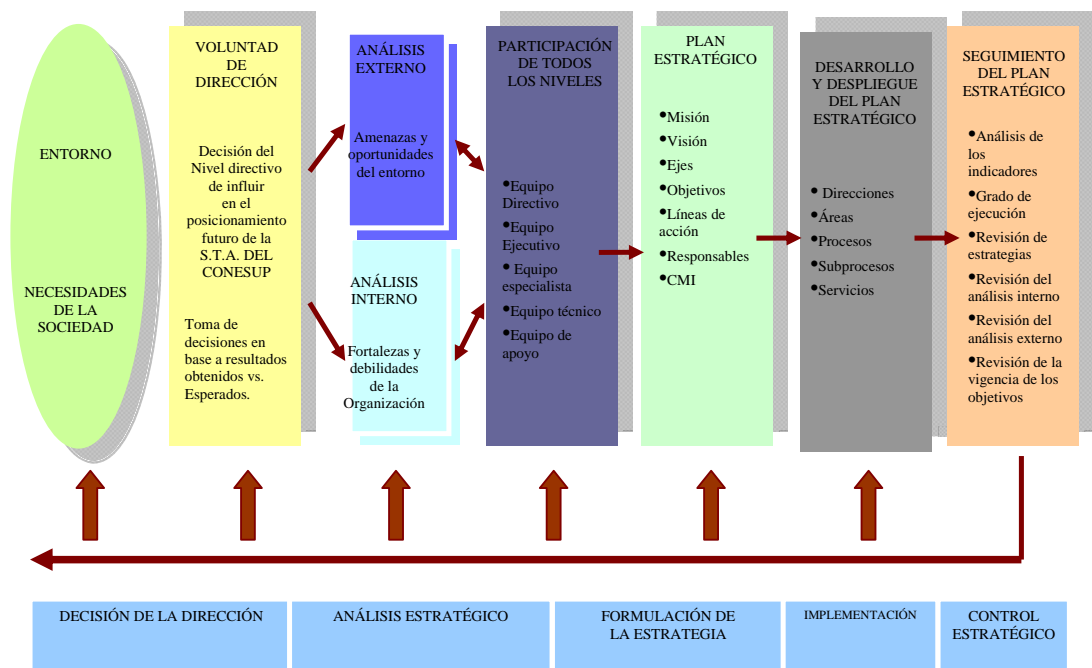 ENTORNO
NECESIDADES
DE LA
SOCIEDAD
VOLUNTAD
DE
DIRECCIÓN
Decisión del
Nivel directivo
de influir
en el
posicionamiento
futuro de la
S.T.A. DEL
CONESUP
Toma de
decisiones en
base a resultados
obtenidos vs.
Esperados.
ANÁLISIS
EXTERNO
Amenazas y
oportunidades
del entorno
ANÁLISIS
INTERNO
Fortalezas y
debilidades
de la
Organización
PARTICIPACIÓN
DE TODOS
LOS NIVELES
•Equipo
Directivo
•Equipo
Ejecutivo
• Equipo
especialista
•Equipo técnico
•Equipo de
apoyo
PLAN
ESTRATÉGICO
•Misión
•Visión
•Ejes
•Objetivos
•Líneas de
acción
•Responsables
•CMI
DESARROLLO
Y DESPLIEGUE
DEL PLAN
ESTRATÉGICO
• Direcciones
•Áreas
•Procesos
•Subprocesos
•Servicios
SEGUIMIENTO
DEL PLAN
ESTRATÉGICO
•Análisis de
los
indicadores
•Grado de
ejecución
•Revisión de
estrategias
•Revisión del
análisis interno
•Revisión del
análisis externo
•Revisión de la
vigencia de los
objetivos
DECISIÓN DE LA DIRECCIÓN
ANÁLISIS ESTRATÉGICO
FORMULACIÓN DE
LA ESTRATEGIA
IMPLEMENTACIÓN
CONTROL
ESTRATÉGICO